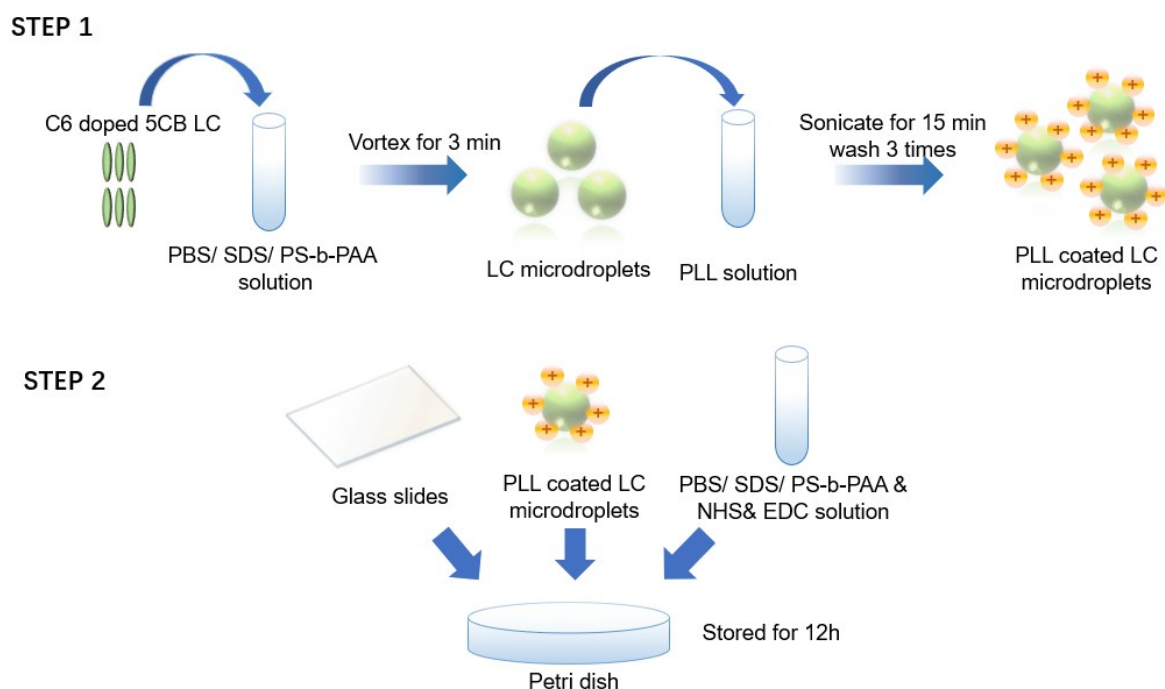 STEP 1
C6 doped 5CB LC
PBS/ SDS/ PS-b-PAA
solution
Vortex for 3 min
LC microdroplets
PLL solution
Sonicate for 15 min
wash 3 times
+ + + + + + + + + + + + + + + + + +
PLL coated LC
microdroplets
STEP 2
Glass slides
+ + + + + +
PLL coated LC
microdroplets
PBS/ SDS/ PS-b-PAA &
NHS& EDC solution
Stored for 12h
Petri dish